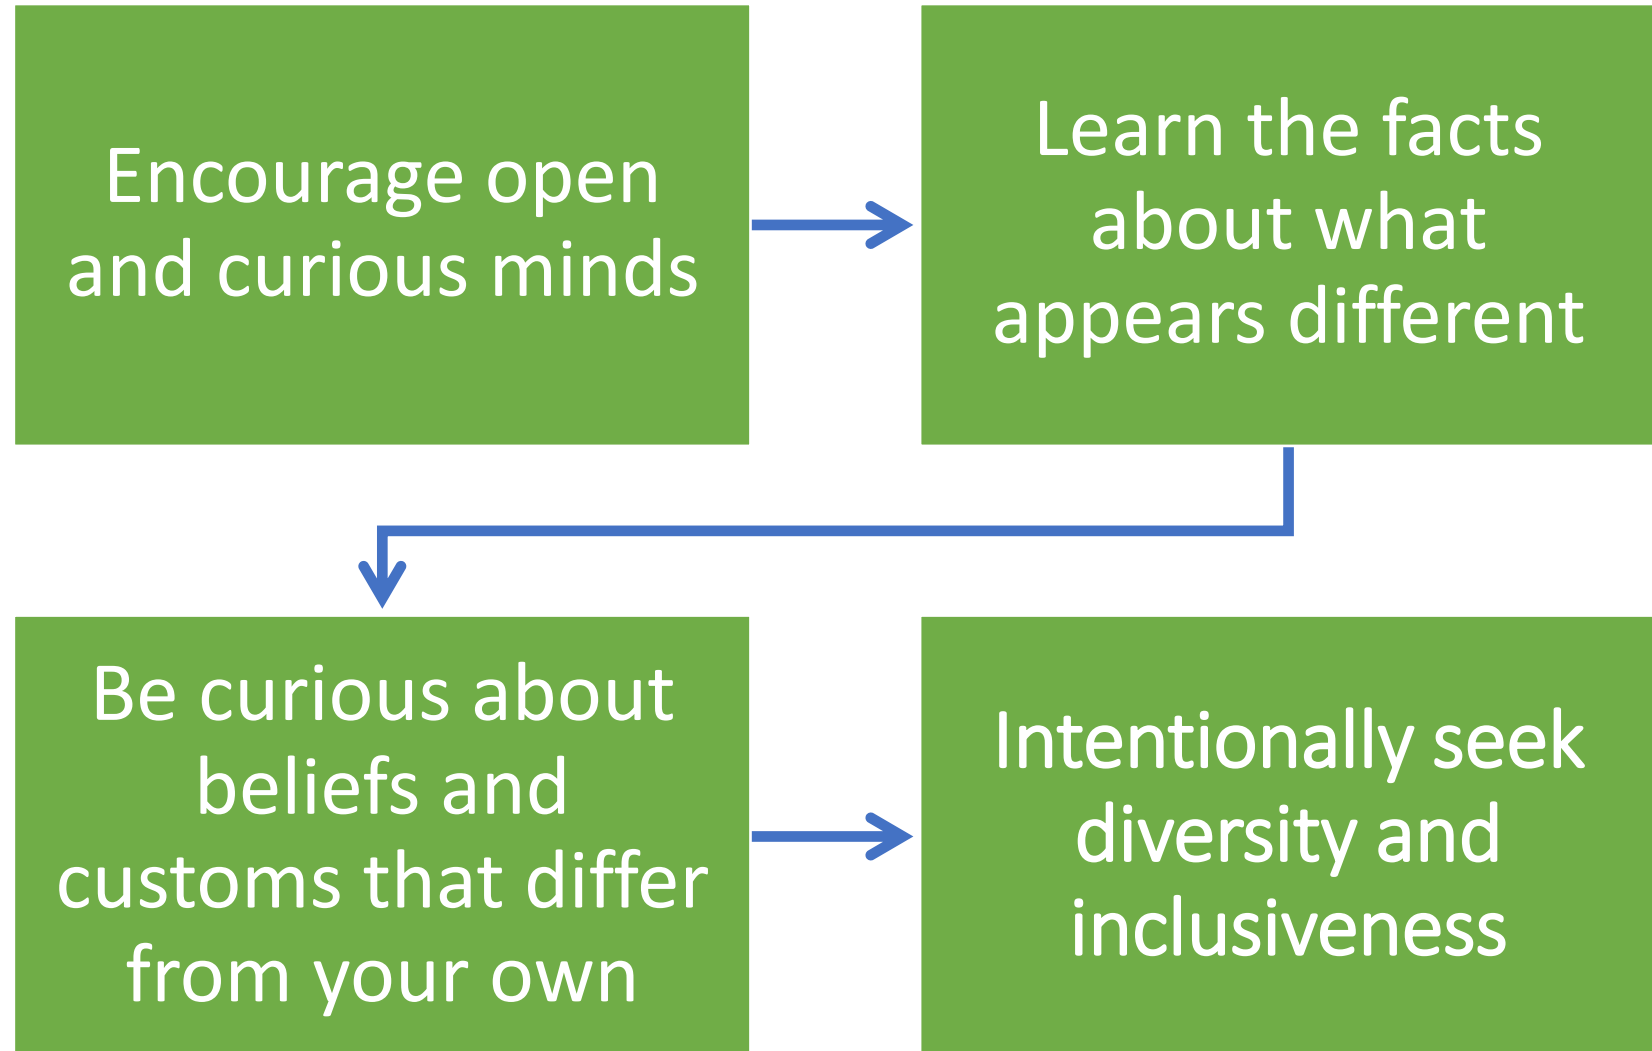 Encourage open
and curious minds
Learn the facts
about what
appears different
Be curious about
beliefs and
customs that differ
from your own
Intentionally seek
diversity and
inclusiveness